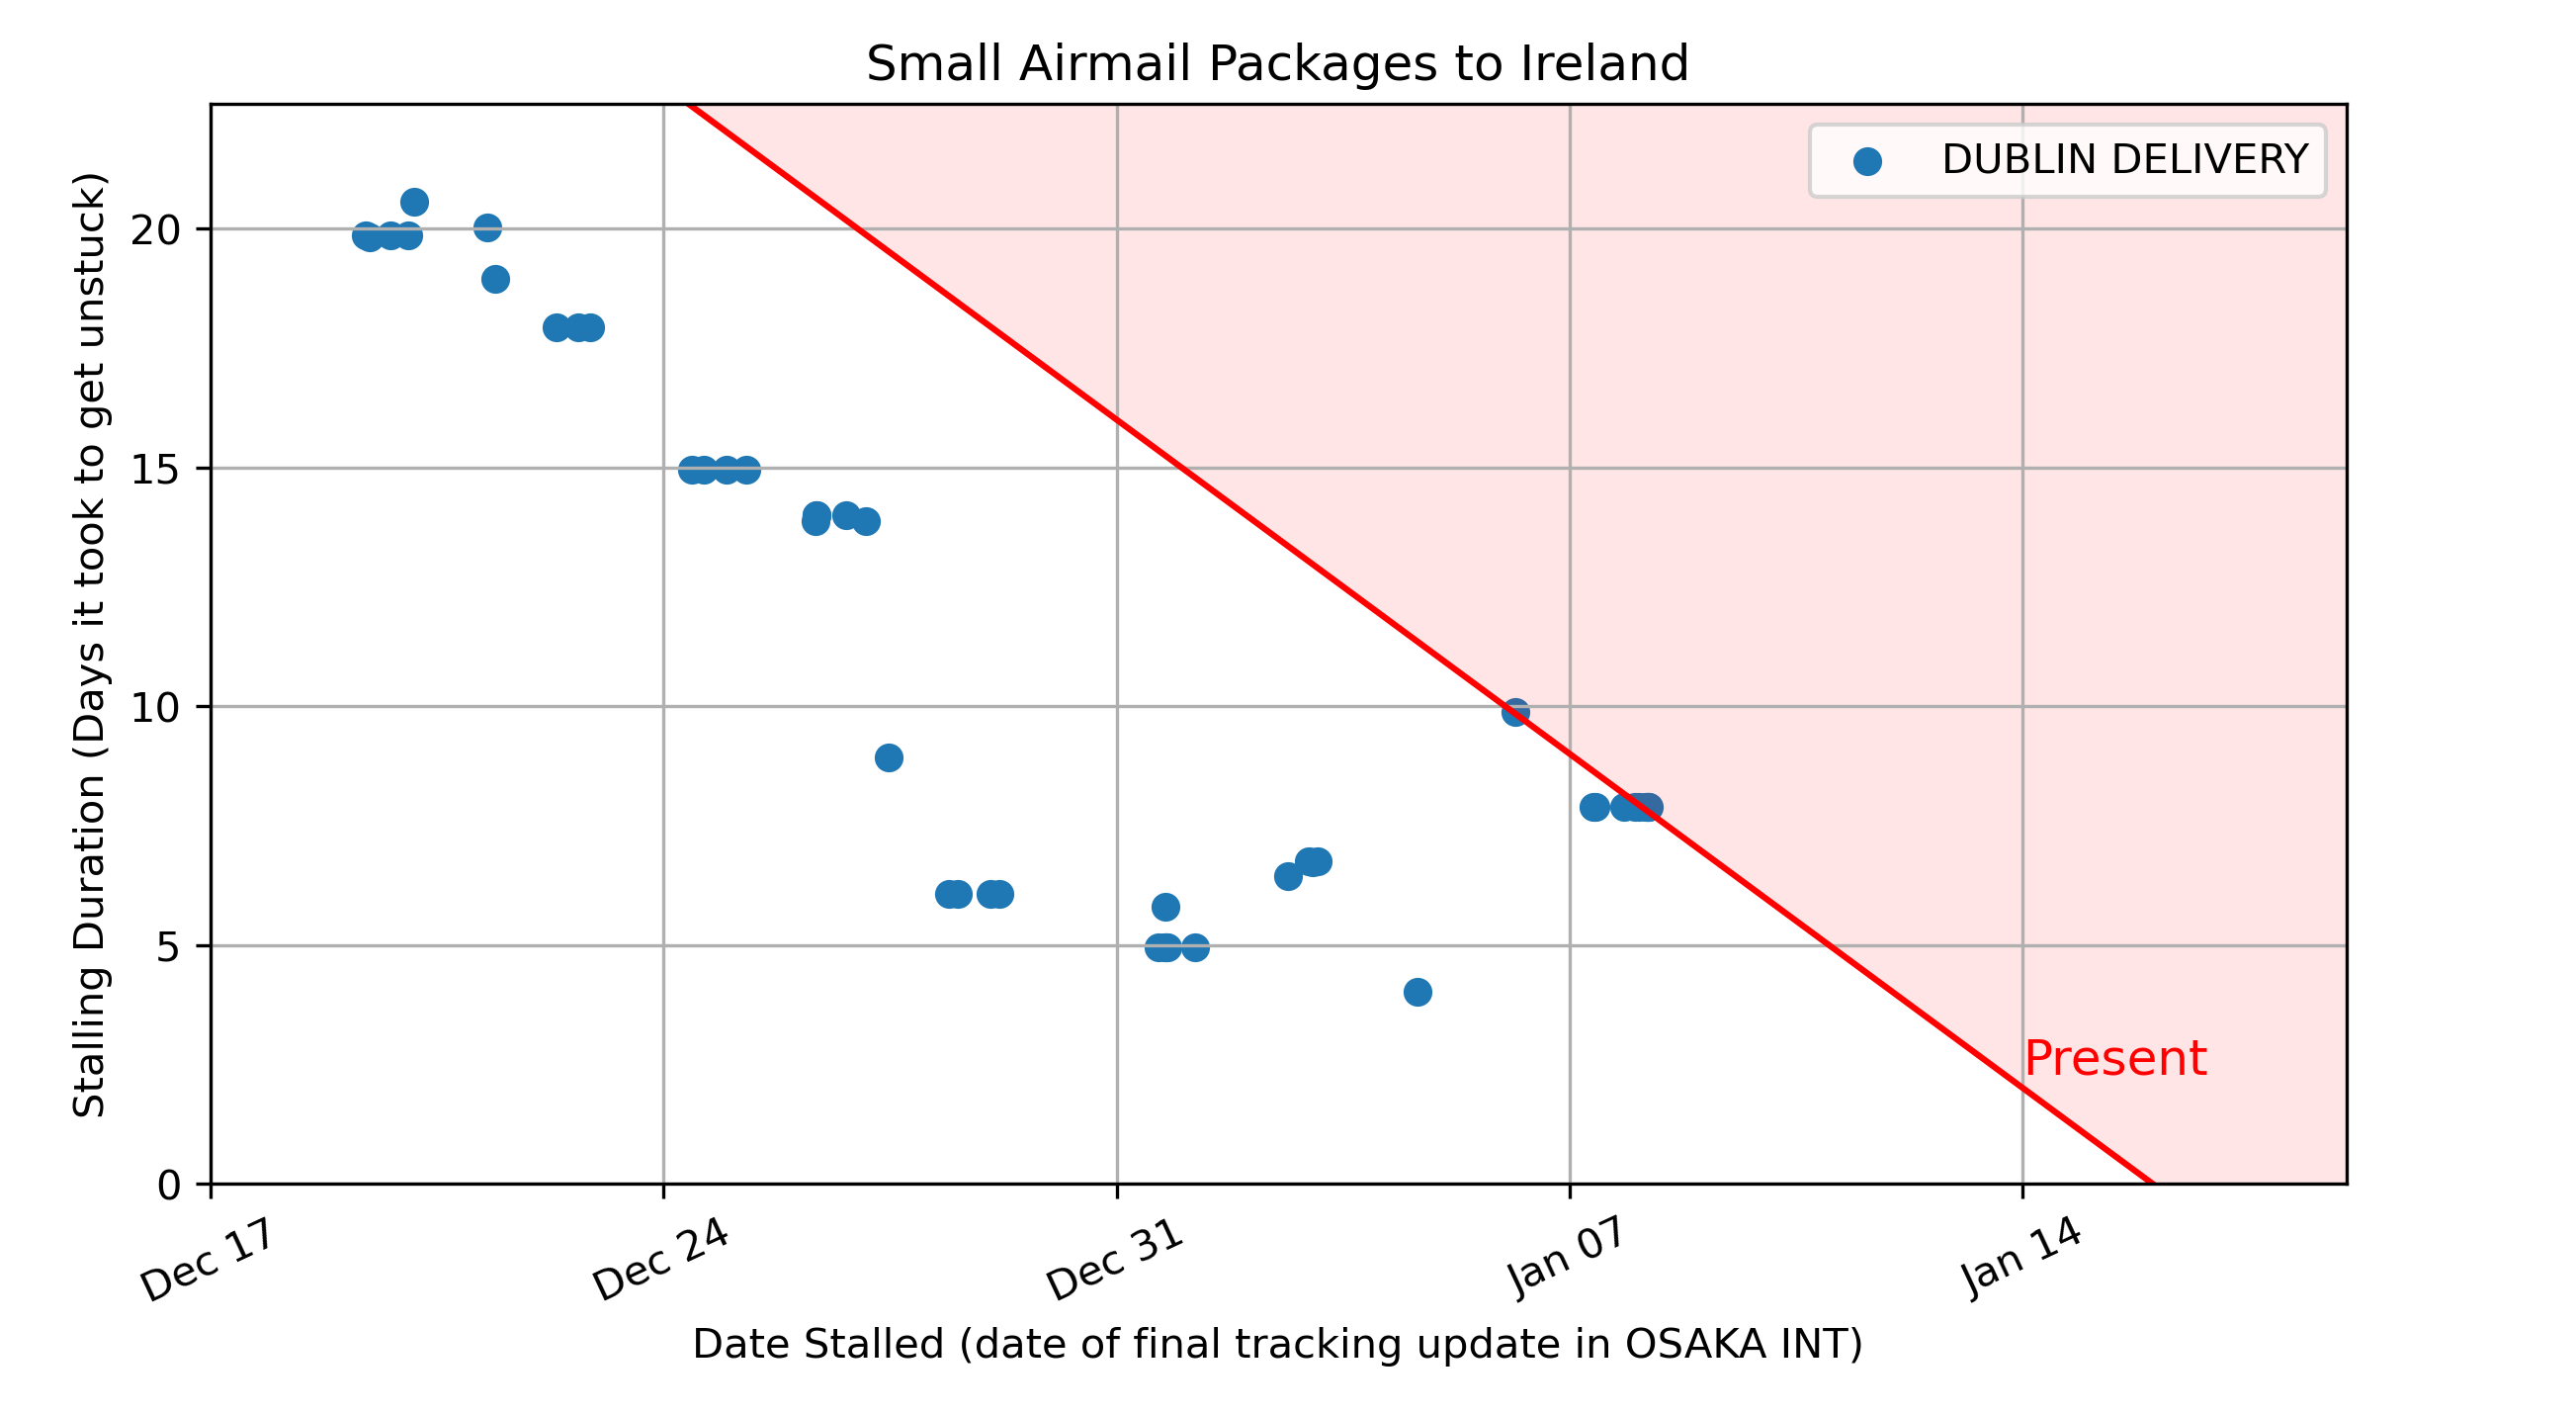 Small Airmail Packages to Ireland
DUBLIN DELIVERY
Stalling Duration (Days it took to get unstuck)
20
15
10
5
0
Present
Dec 17
Dec 24
Dec 31
Jan 07
Jan 14
Date Stalled (date of final tracking update in OSAKA INT)